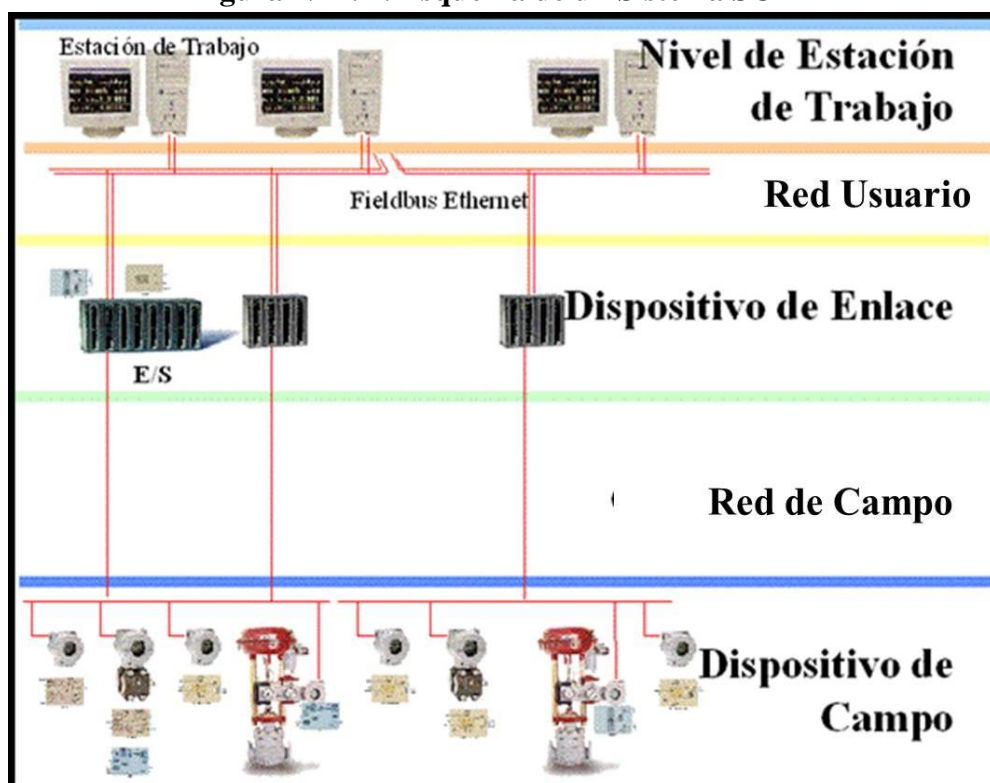 Estación de Trabajo
Nivel de Estación
de Trabajo
Fieldbus Ethernet
Red Usuario
Dispositivo de Enlace
E/S
Red de Campo
Dispositivo de
Campo